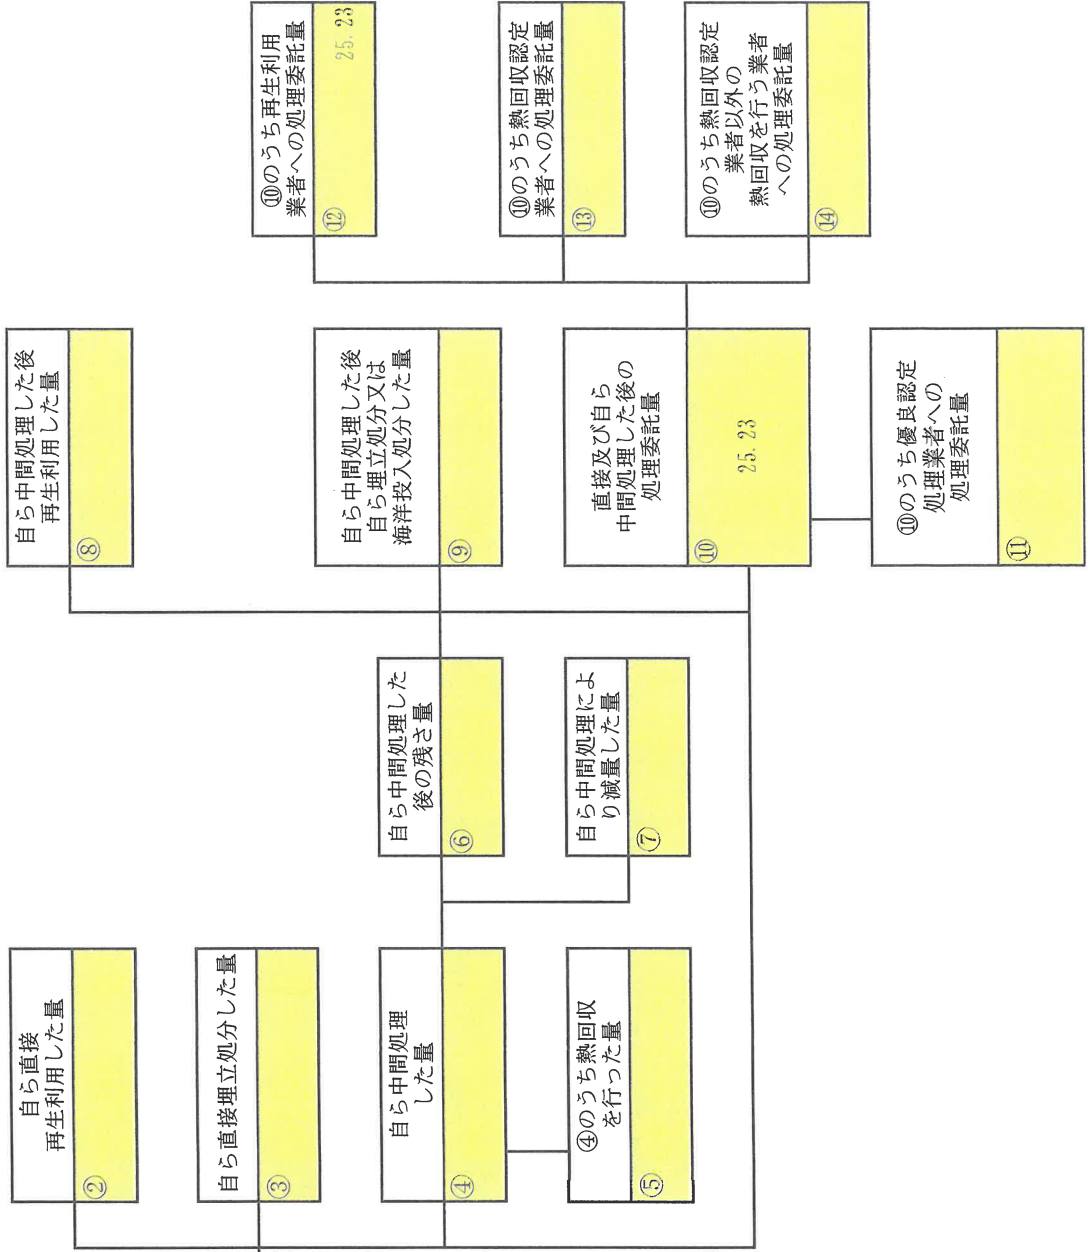 自ら直接
再生利用した量
②
自ら直接埋立処分した量
③
自ら中間処理
した量
④
④のうち熱回収
を行った量
⑤
自ら中間処理した
後の残さ量
⑥
自ら中間処理によ
り減量した量
⑦
自ら中間処理した後
再生利用した量
⑧
自ら中間処理した後
自ら埋立処分又は
海洋投入処分した量
⑨
直接及び自ら
中間処理した後の
処理委託量
⑩
25.23
⑩のうち優良認定
処理業者への
処理委託量
⑪
⑩のうち再生利用
業者への処理委託量
⑫
25.23
⑩のうち熱回収認定
業者への処理委託量
⑬
⑩のうち熱回収認定
業者以外の
熱回収を行う業者
への処理委託量
⑭